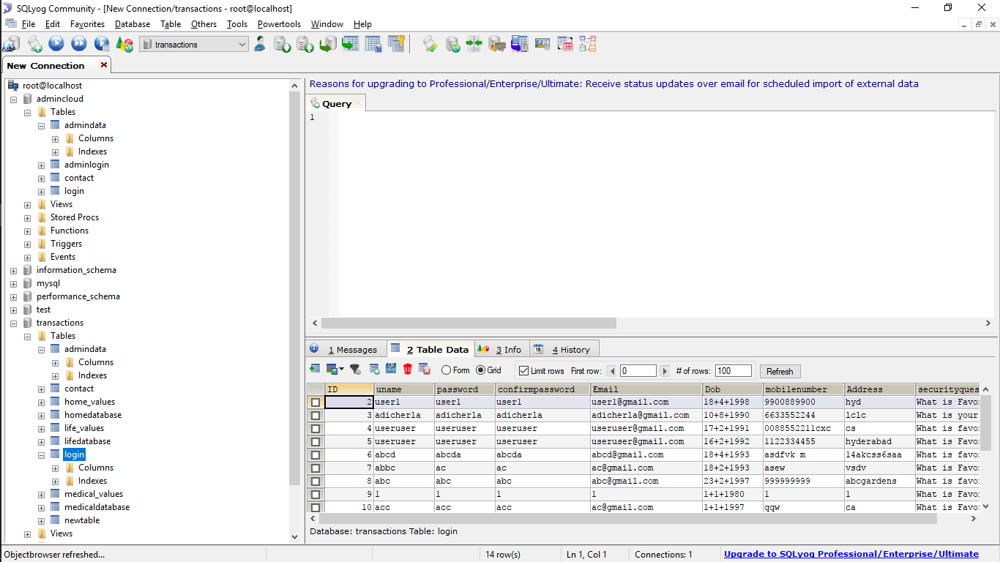 SQLyog Community - [New Connection/transactions - root@localhost]
File Edit Favorites Database Table Others Tools Powertools Window Help
transactions
New Connection
root@localhost
admincloud
Tables
admindata
Columns
Indexes
adminlogin
contact
login
Views
Stored Procs
Functions
Triggers
Events
information_schema
mysql
performance_schema
test
transactions
Tables
admindata
Columns
Indexes
contact
home_values
homedatabase
life_values
lifedatabase
login
Columns
Indexes
medical_values
medicaldatabase
newtable
Views
Reasons for upgrading to Professional/Enterprise/Ultimate: Receive status updates over email for scheduled import of external data
Query
1
1 Messages 2 Table Data 3 Info 18 4 History
Form Grid Limit rows First row: 0 # of rows: 100 Refresh
ID uname password confirmpassword Email Dob mobilenumber Address securityques
2 user1 user1 user1 user1@gmail.com 18+4+1998 9900889900 hyd What is Favo
3 adicherla adicherla adicherla adicherla@gmail.com 10+8+1990 6633552244 lclc What is your
4 useruser useruser useruser useruser@gmail.com 17+2+1991 0088552211cxc cs What is favo
5 useruser useruser useruser useruser@gmail.com 16+2+1992 1122334455 hyderabad What is Favo
6 abcd abcda abcda abcd@gmail.com 18+4+1993 asdfvk m 14akcss6saa What is Favo
7 abbc ac ac ac@gmail.com 18+2+1993 asew vsdv What is Favo
8 abc abc abc abc@gmail.com 23+2+1997 999999999 abcgardens What is favo
9 1 1 1 1 1+1+1980 1 1 What is Favo
10 acc acc acc ac@gmail.com 1+1+1997 qqw ca What is Favo
Database: transactions Table: login
Objectbrowser refreshed... 14 row(s) Ln 1, Col 1 Connections: 1 Upgrade to SQLyog Professional/Enterprise/Ultimate